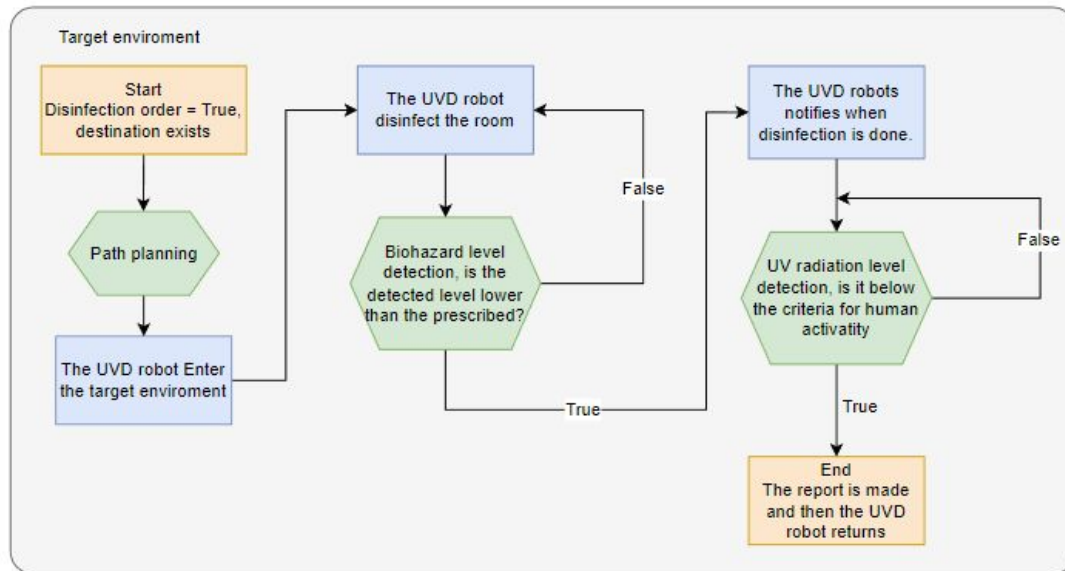 Target enviroment
Start
Disinfection order = True,
destination exists
Path planning
The UVD robot Enter
the target enviroment
The UVD robot
disinfect the room
False
Biohazard level
detection, is the
detected level lower
than the prescribed?
True
The UVD robots
notifies when
disinfection is done.
False
UV radiation level
detection, is it below
the criteria for human
activatity
True
End
The report is made
and then the UVD
robot returns